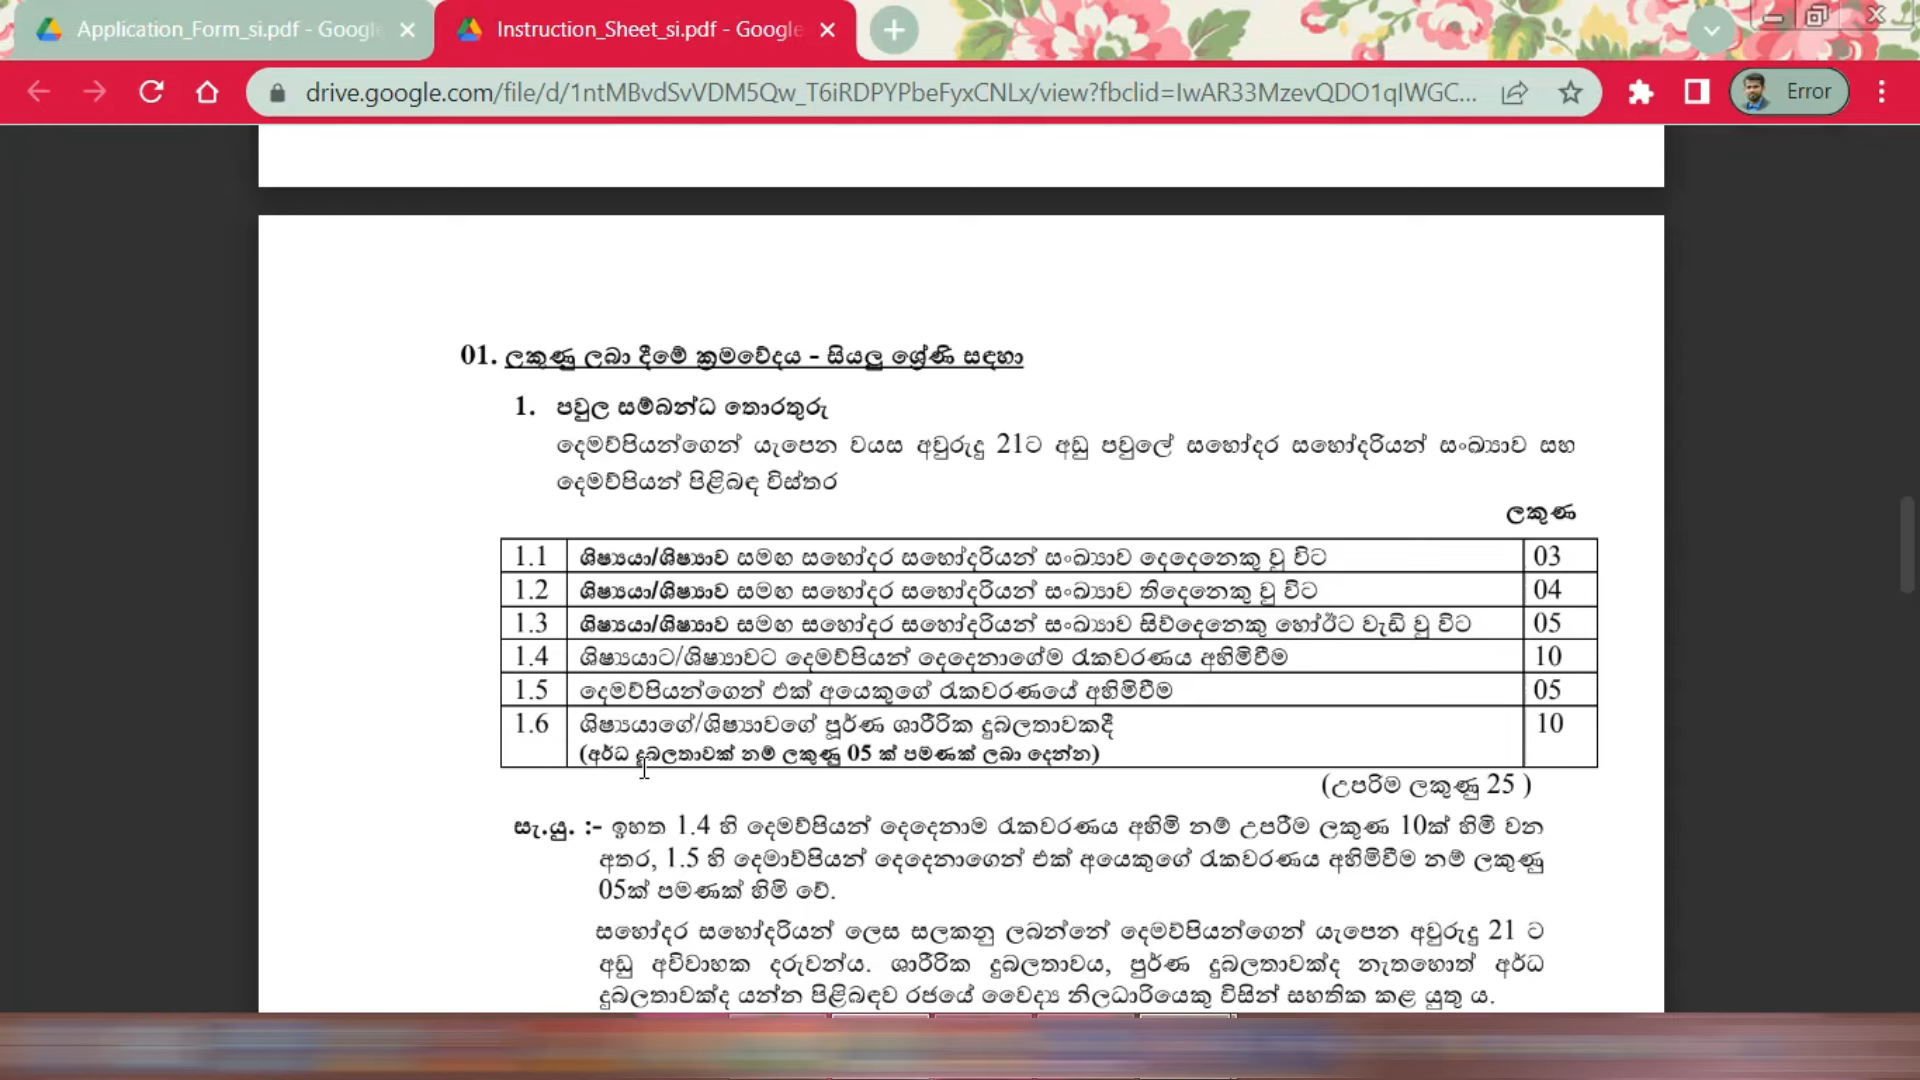 Application_Form_si.pdf - Google
Instruction_Sheet_si.pdf - Google
drive.google.com/file/d/1ntMBvdSvVDM5Qw_T6iRDPYPbeFyxCNLx/view?fbclid=IwAR33MzevQDO1qIWGC...
Error
01. ලකුණු ලබා දීමේ ක්‍රමවේදය - සියලු ශ්‍රේණි සඳහා
1. පවුල සම්බන්ධ තොරතුරු
දෙමව්පියන්ගෙන් යැපෙන වයස අවුරුදු 21ට අඩු පවුලේ සහෝදර සහෝදරියන් සංඛ්‍යාව සහ
දෙමව්පියන් පිළිබඳ විස්තර
ලකුණ
1.1 ශිෂ්‍යයා/ශිෂ්‍යාව සමඟ සහෝදර සහෝදරියන් සංඛ්‍යාව දෙදෙනෙකු වූ විට 03
1.2 ශිෂ්‍යයා/ශිෂ්‍යාව සමඟ සහෝදර සහෝදරියන් සංඛ්‍යාව තිදෙනෙකු වූ විට 04
1.3 ශිෂ්‍යයා/ශිෂ්‍යාව සමඟ සහෝදර සහෝදරියන් සංඛ්‍යාව සිව්දෙනෙකු හෝඊට වැඩි වූ විට 05
1.4 ශිෂ්‍යයාට/ශිෂ්‍යාවට දෙමව්පියන් දෙදෙනාගේම රැකවරණය අහිමිවීම 10
1.5 දෙමව්පියන්ගෙන් එක් අයෙකුගේ රැකවරණයේ අහිමිවීම 05
1.6 ශිෂ්‍යයාගේ/ශිෂ්‍යාවගේ පූර්ණ ශාරීරික දුබලතාවකදී 10
(අර්ධ දුබලතාවක් නම් ලකුණු 05 ක් පමණක් ලබා දෙන්න)
(උපරිම ලකුණු 25 )
සැ.යු. :- ඉහත 1.4 හි දෙමව්පියන් දෙදෙනාම රැකවරණය අහිමි නම් උපරීම ලකුණ 10ක් හිමි වන
අතර, 1.5 හි දෙමාව්පියන් දෙදෙනාගෙන් එක් අයෙකුගේ රැකවරණය අහිමිවීම නම් ලකුණු
05ක් පමණක් හිමි වේ.
සහෝදර සහෝදරියන් ලෙස සලකනු ලබන්නේ දෙමව්පියන්ගෙන් යැපෙන අවුරුදු 21 ට
අඩු අවිවාහක දරුවන්ය. ශාරීරික දුබලතාවය, පුර්ණ දුබලතාවක්ද නැතහොත් අර්ධ
දුබලතාවක්ද යන්න පිළිබඳව රජයේ වෛද්‍ය නිලධාරියෙකු විසින් සහතික කළ යුතු ය.